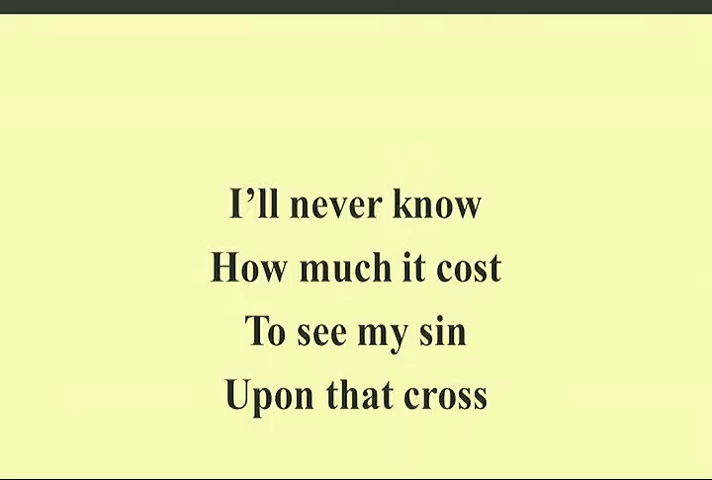 I’ll never know
How much it cost
To see my sin
Upon that cross